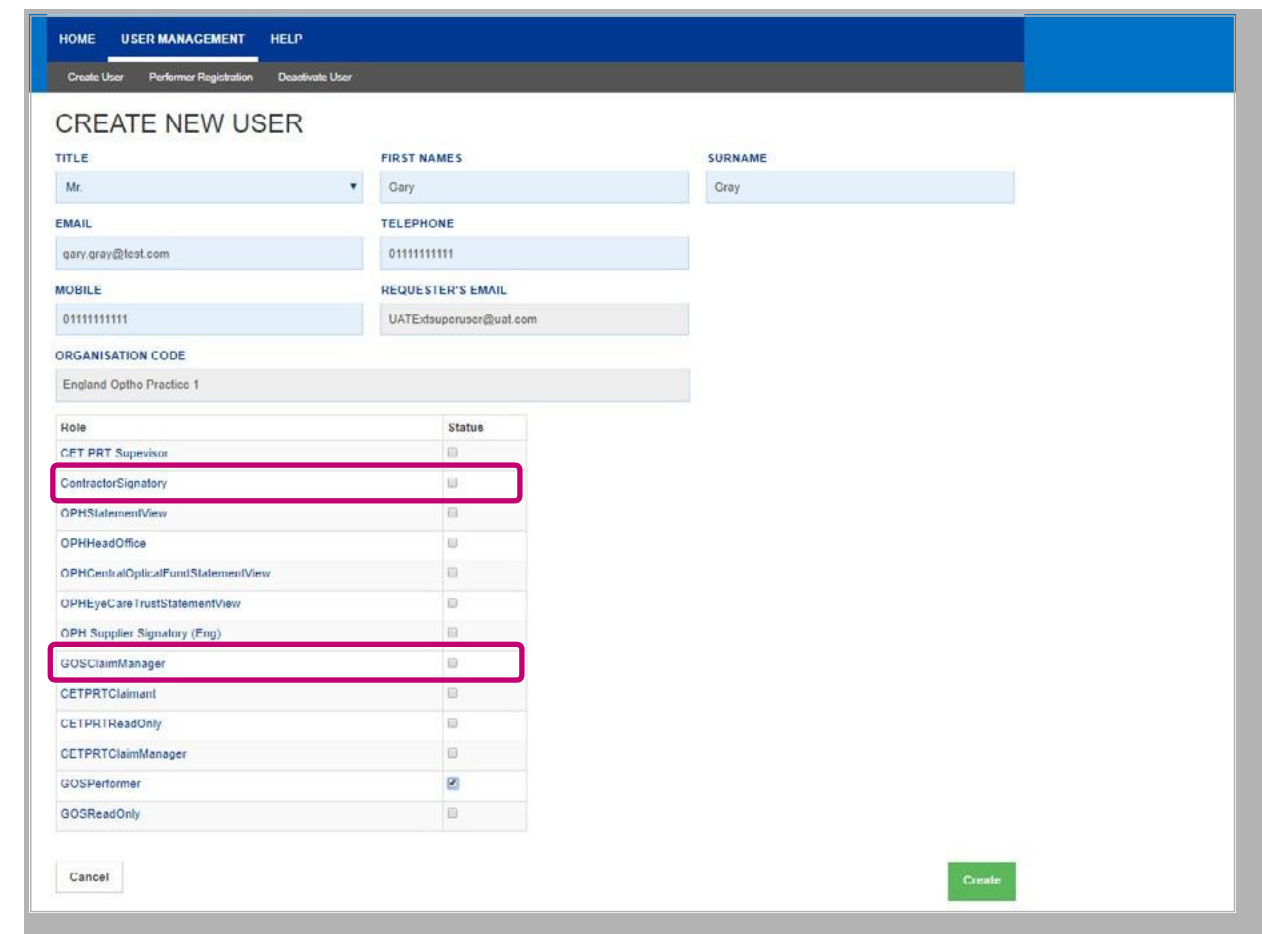 HOME USER MANAGEMENT HELP
Create User Performer Registration Deactivate User
CREATE NEW USER
TITLE FIRST NAMES SURNAME
Mr. Gary Gray
EMAIL TELEPHONE
gary.gray@test.com 01111111111
MOBILE REQUESTER'S EMAIL
01111111111 UATExtsuperuser@uat.com
ORGANISATION CODE
England Optho Practice 1
Role Status
CET PRT Supevisor
ContractorSignatory
OPHStatementView
OPHHeadOffice
OPHCentralOpticalFundStatementView
OPHEyeCareTrustStatementView
OPH Supplier Signatory (Eng)
GOSClaimManager
CETPRTClaimant
CETPRTReadOnly
CETPRTClaimManager
GOSPerformer
GOSReadOnly
Cancel Create